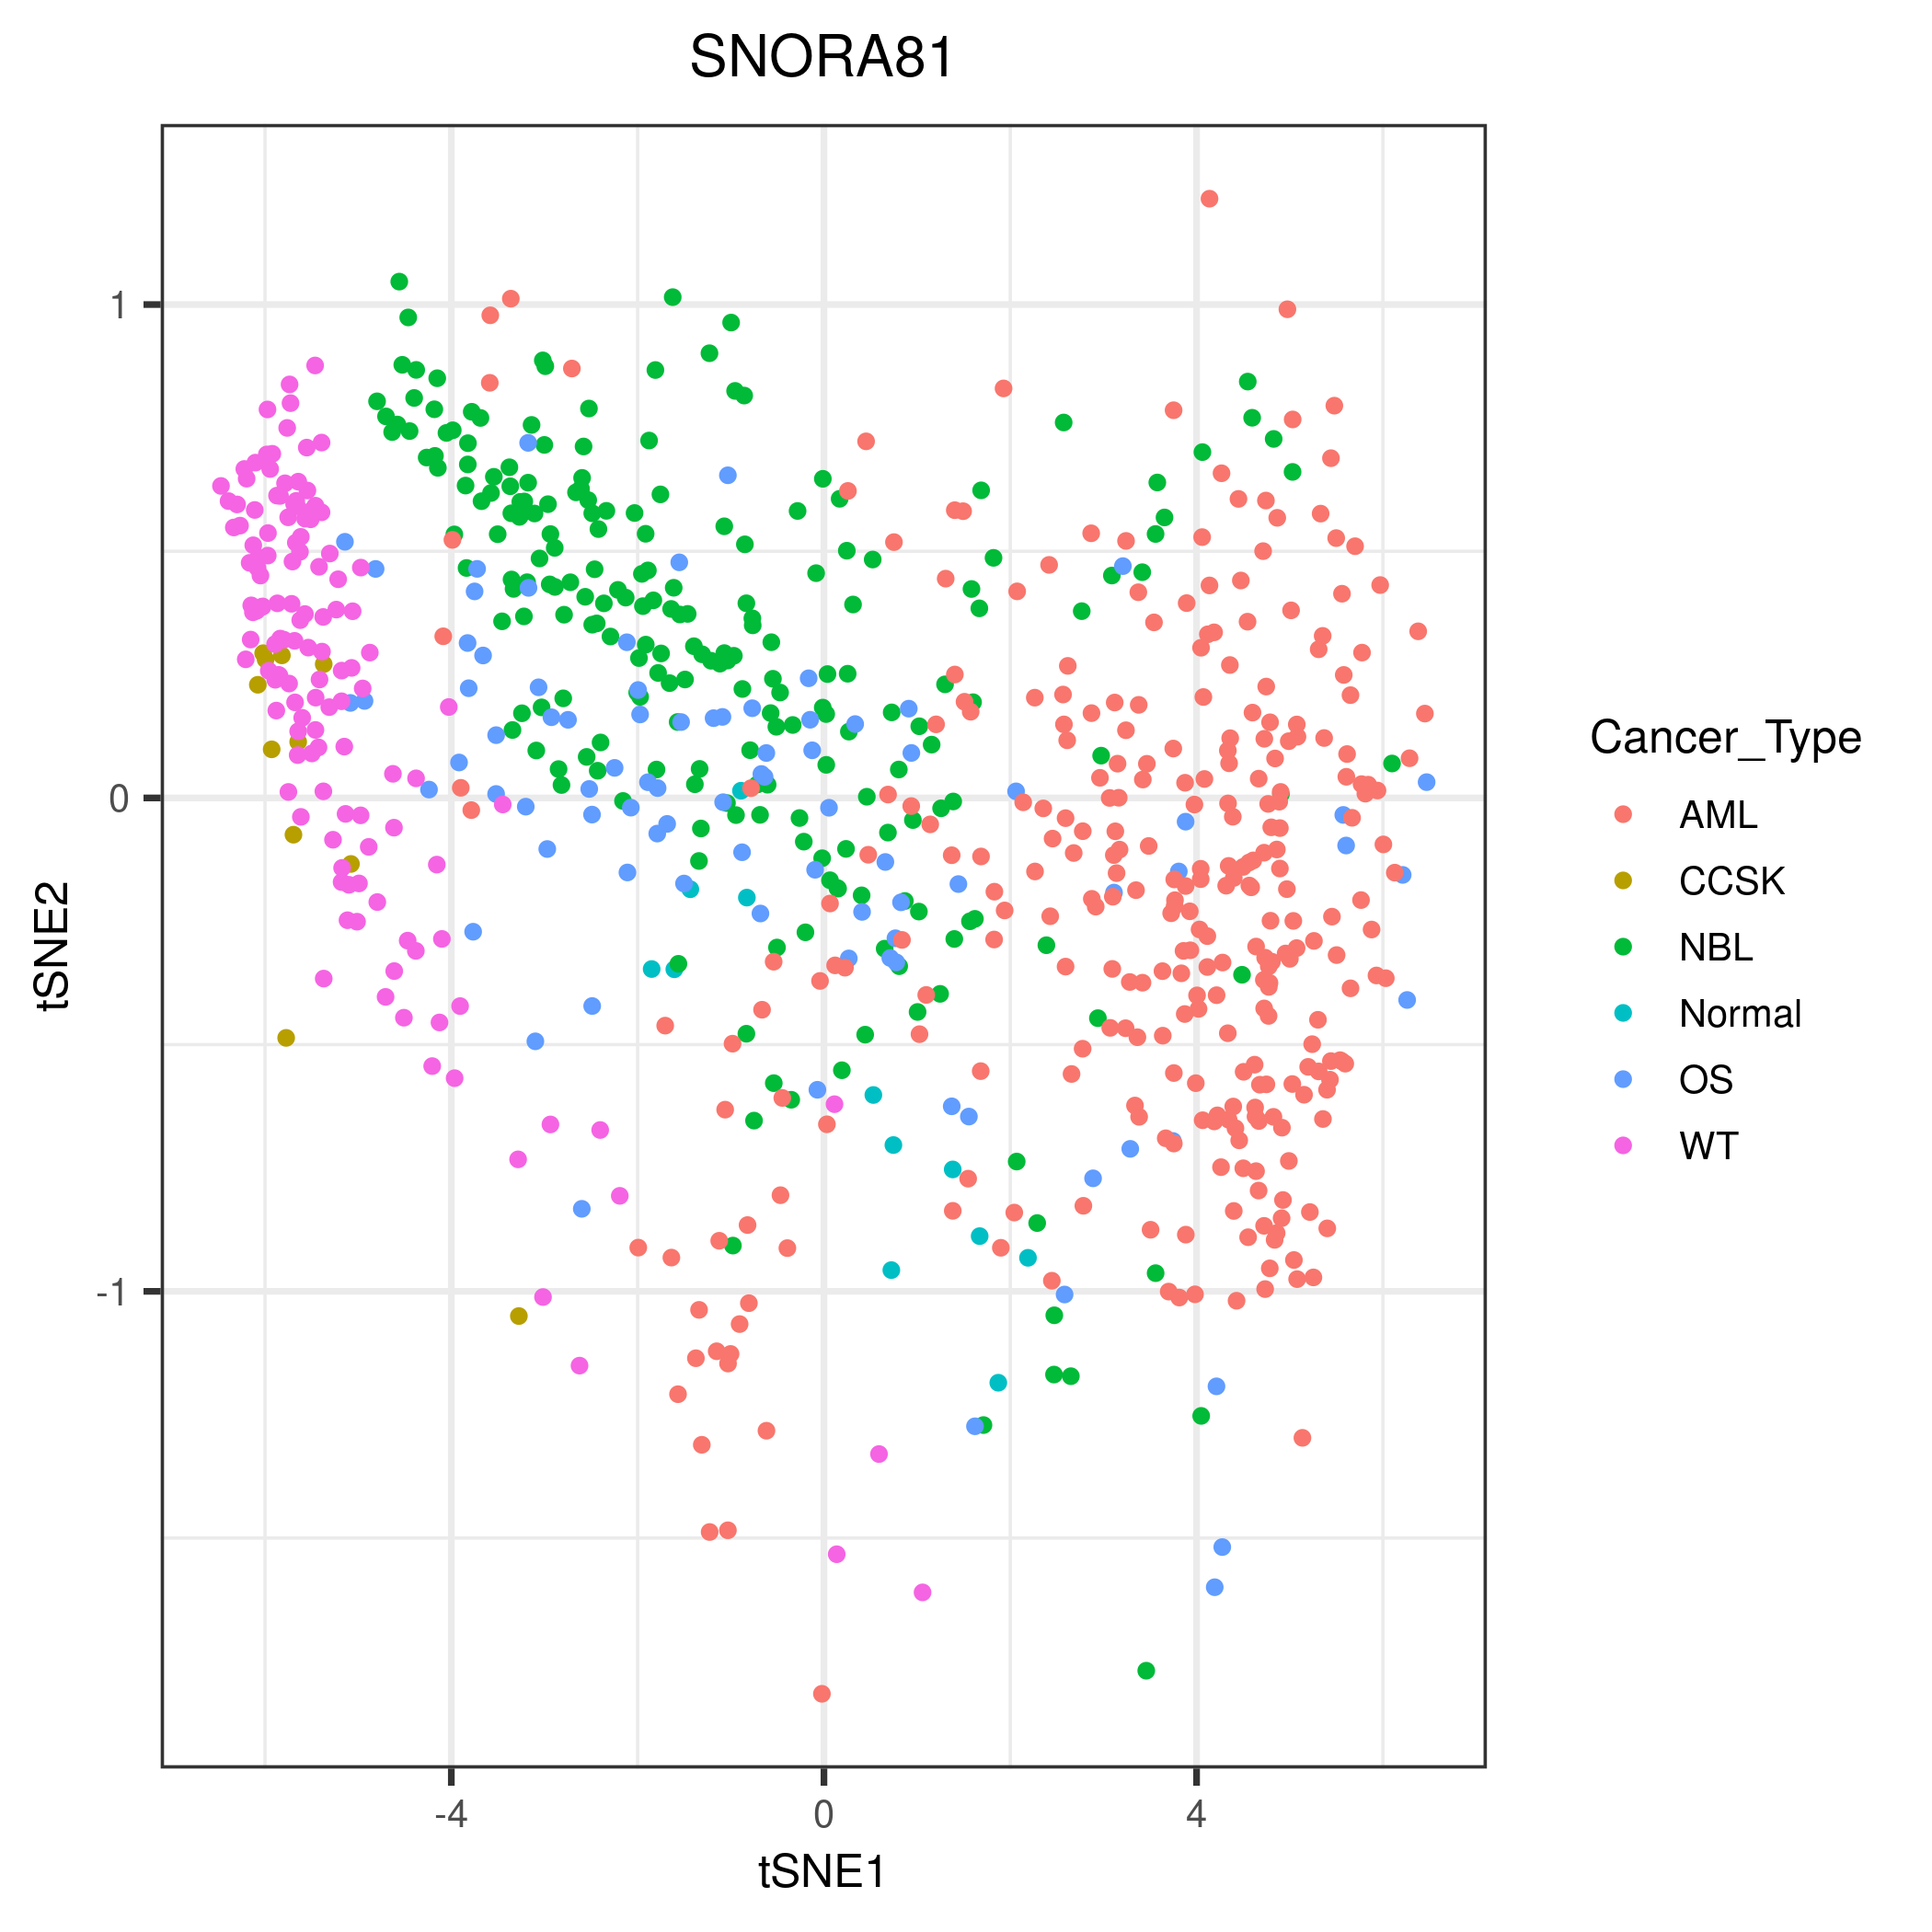 SNORA81
1
0
-1
tSNE2
-4 0 4
tSNE1
Cancer_Type
AML
CCSK
NBL
Normal
OS
WT